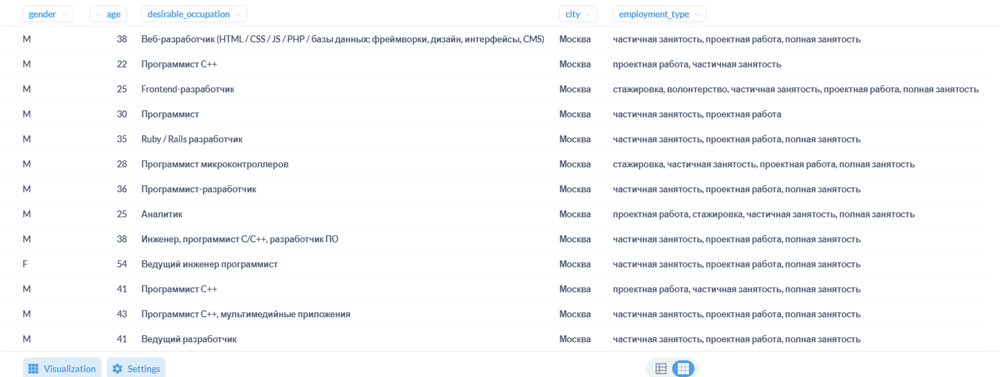 gender age desirable_occupation city employment_type
M 38 Веб-разработчик (HTML / CSS / JS / PHP / базы данных; фреймворки, дизайн, интерфейсы, CMS) Москва частичная занятость, проектная работа, полная занятость
M 22 Программист C++ Москва проектная работа, частичная занятость
M 25 Frontend-разработчик Москва стажировка, волонтерство, частичная занятость, проектная работа, полная занятость
M 30 Программист Москва частичная занятость, проектная работа
M 35 Ruby / Rails разработчик Москва частичная занятость, проектная работа, полная занятость
M 28 Программист микроконтроллеров Москва стажировка, частичная занятость, проектная работа, полная занятость
M 36 Программист-разработчик Москва частичная занятость, проектная работа, полная занятость
M 25 Аналитик Москва проектная работа, стажировка, частичная занятость, полная занятость
M 38 Инженер, программист C/C++, разработчик ПО Москва частичная занятость, проектная работа, полная занятость
F 54 Ведущий инженер программист Москва частичная занятость, проектная работа, полная занятость
M 41 Программист C++ Москва проектная работа, частичная занятость, полная занятость
M 43 Программист C++, мультимедийные приложения Москва частичная занятость, проектная работа, полная занятость
M 41 Ведущий разработчик Москва частичная занятость, проектная работа, полная занятость
Visualization Settings